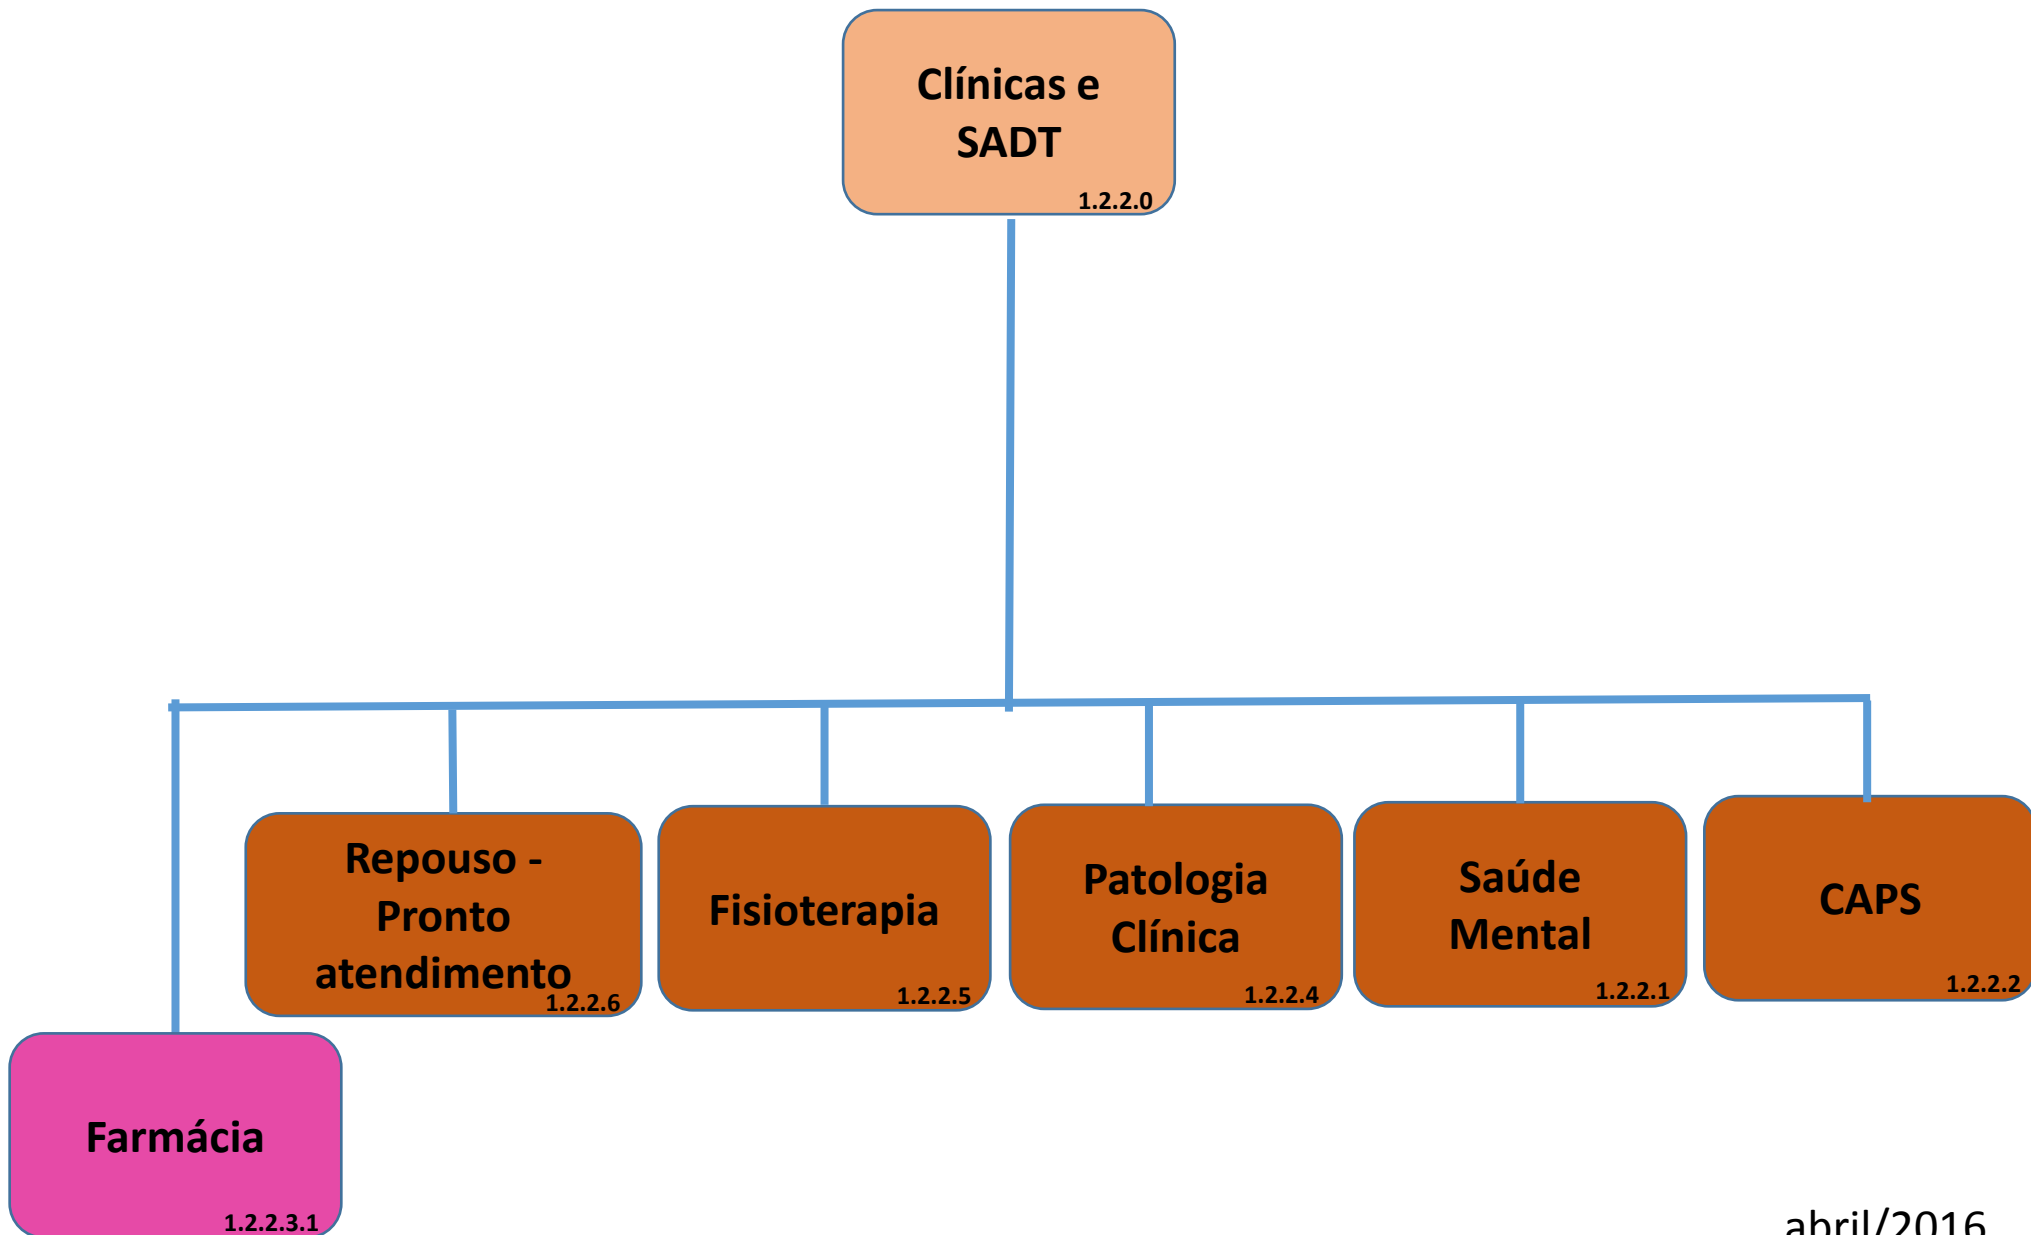 Clínicas e
SADT
1.2.2.0
Repouso -
Pronto
atendimento
1.2.2.6
Fisioterapia
1.2.2.5
Patologia
Clínica
1.2.2.4
Saúde
Mental
1.2.2.1
CAPS
1.2.2.2
Farmácia
1.2.2.3.1
abril/2016